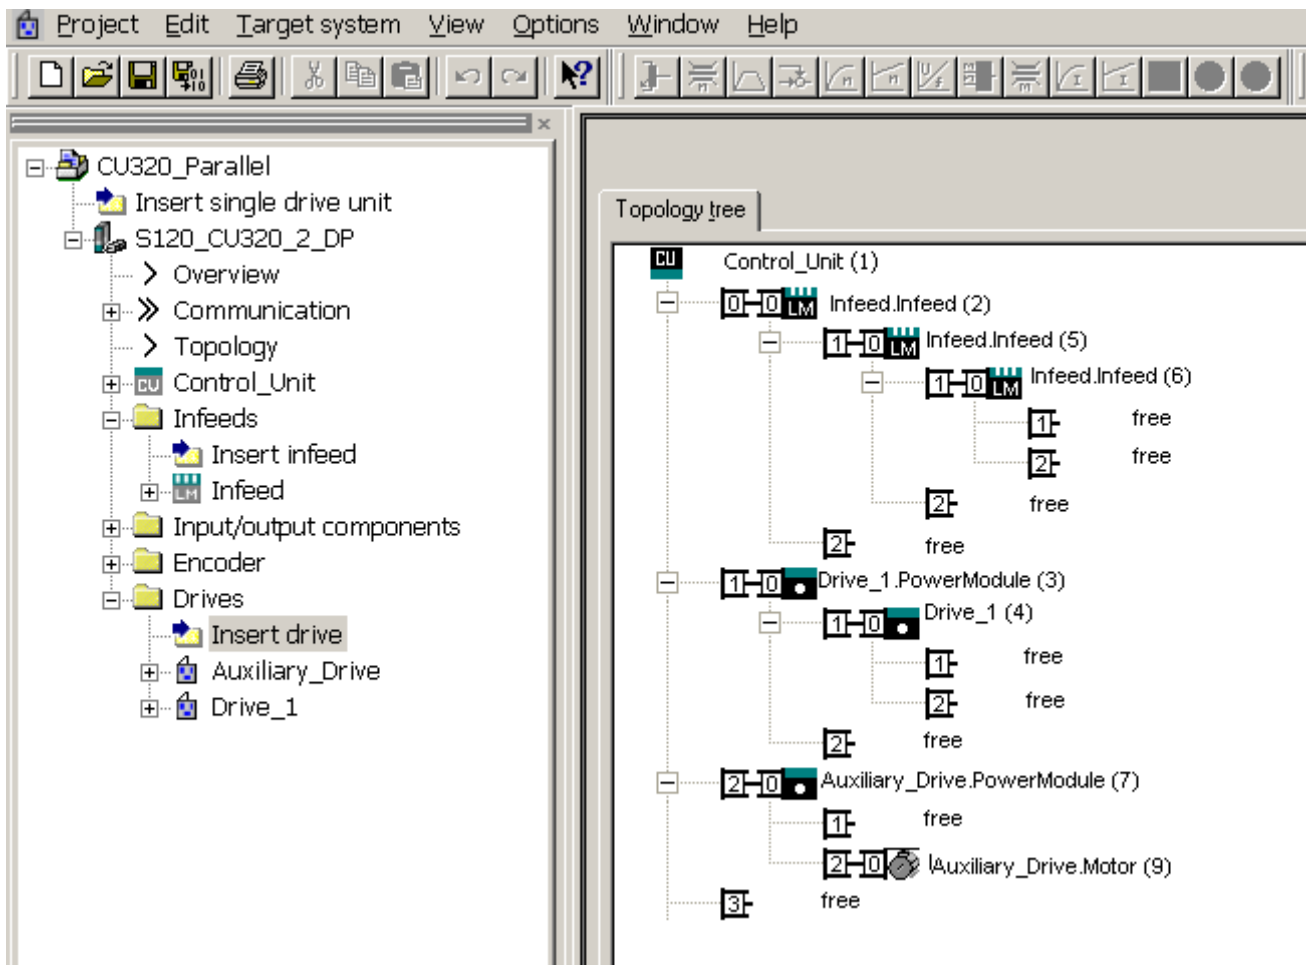 Project Edit Target system View Options Window Help
CU320_Parallel
Insert single drive unit
S120_CU320_2_DP
Overview
Communication
Topology
CU Control_Unit
Infeeds
Insert infeed
LM Infeed
Input/output components
Encoder
Drives
Insert drive
Auxiliary_Drive
Drive_1
Topology tree
CU Control_Unit (1)
0 0 LM Infeed.Infeed (2)
1 0 LM Infeed.Infeed (5)
1 0 LM Infeed.Infeed (6)
1 free
2 free
2 free
2 free
1 0 Drive_1.PowerModule (3)
1 0 Drive_1 (4)
1 free
2 free
2 free
2 0 Auxiliary_Drive.PowerModule (7)
1 free
2 0 Auxiliary_Drive.Motor (9)
3 free